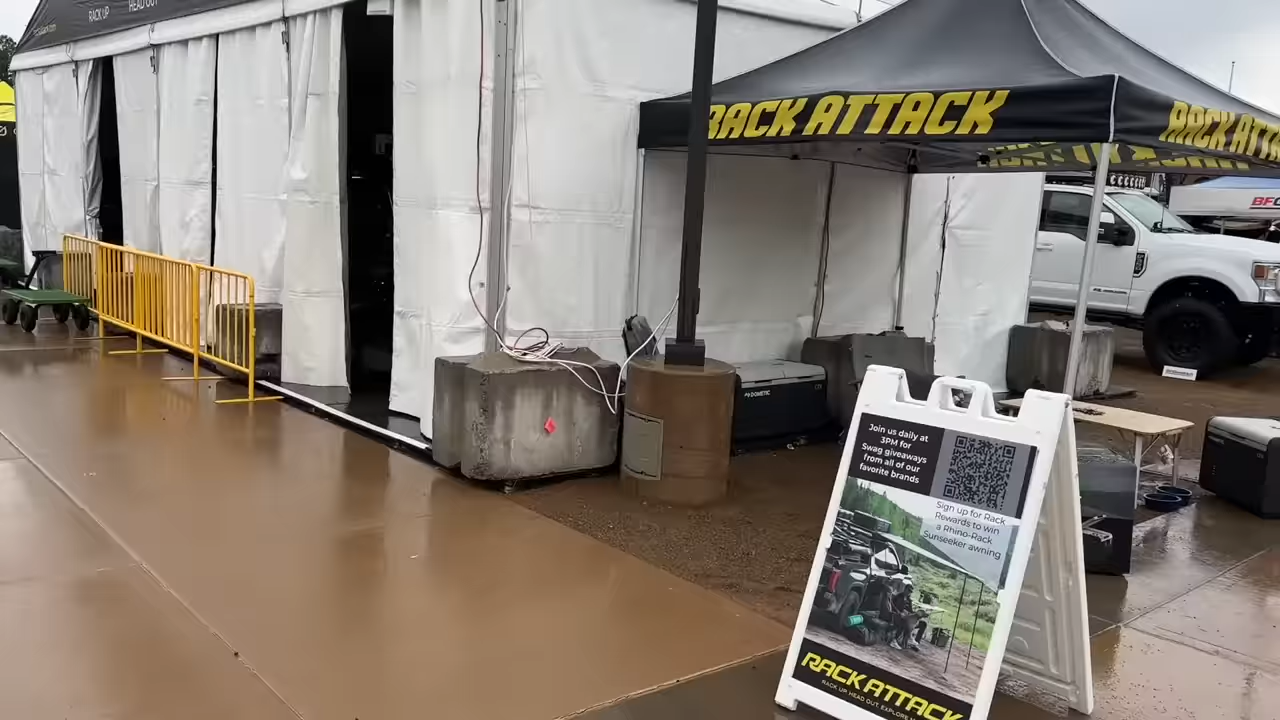 RACK UP
HEAD OUT
RACK ATTACK
RACK ATTA
BFG
DOMETIC
Join us daily at
3PM for
Swag giveaways
from all of our
favorite brands
Sign up for Rack
Rewards to win
a Rhino-Rack
Sunseeker awning
RACK ATTACK
RACK UP. HEAD OUT. EXPLORE